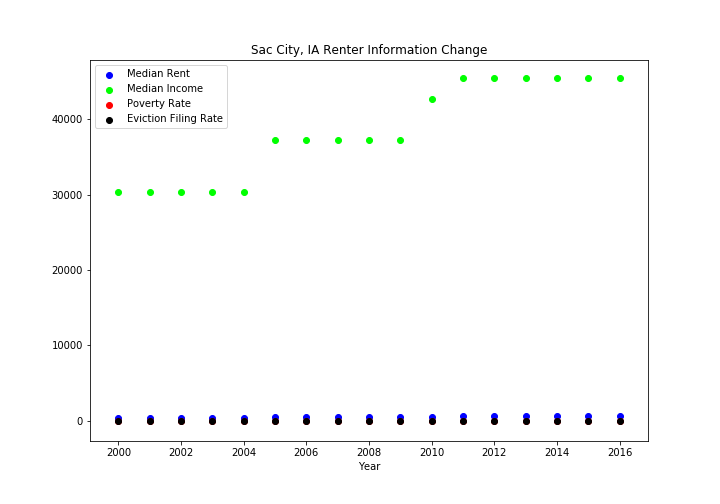 Sac City, IA Renter Information Change
Median Rent
Median Income
Poverty Rate
Eviction Filing Rate
40000
30000
20000
10000
0
2000 2002 2004 2006 2008 2010 2012 2014 2016
Year